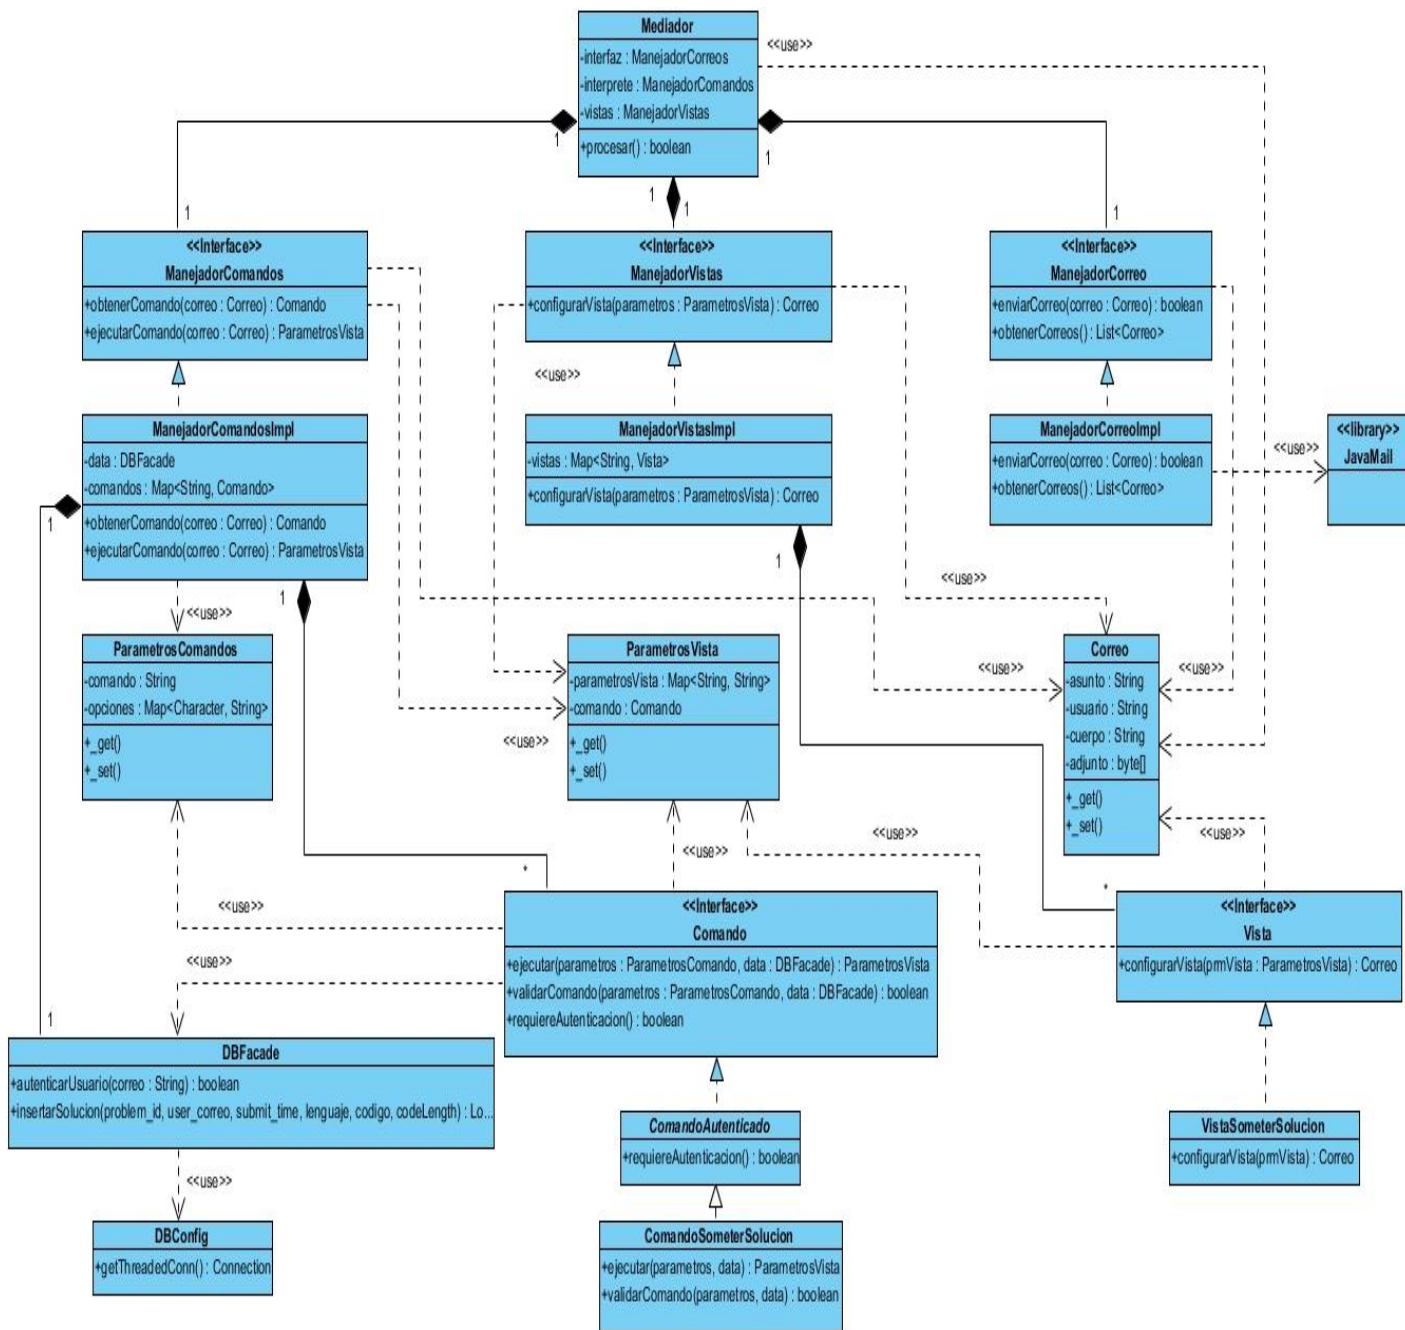 Mediador
-interfaz : ManejadorCorreos
-interprete : ManejadorComandos
-vistas : ManejadorVistas
+procesar() : boolean
<<use>>
1
1
1
1
1
1
<<Interface>>
ManejadorComandos
+obtenerComando(correo : Correo) : Comando
+ejecutarComando(correo : Correo) : ParametrosVista
<<Interface>>
ManejadorVistas
+configurarVista(parametros : ParametrosVista) : Correo
<<Interface>>
ManejadorCorreo
+enviarCorreo(correo : Correo) : boolean
+obtenerCorreos() : List<Correo>
<<use>>
ManejadorComandosImpl
-data : DBFacade
-comandos : Map<String, Comando>
+obtenerComando(correo : Correo) : Comando
+ejecutarComando(correo : Correo) : ParametrosVista
ManejadorVistasImpl
-vistas : Map<String, Vista>
+configurarVista(parametros : ParametrosVista) : Correo
ManejadorCorreoImpl
+enviarCorreo(correo : Correo) : boolean
+obtenerCorreos() : List<Correo>
<<use>>
<<library>>
JavaMail
1
1
1
<<use>>
<<use>>
<<use>>
ParametrosComandos
-comando : String
-opciones : Map<Character, String>
+_get()
+_set()
ParametrosVista
-parametrosVista : Map<String, String>
-comando : Comando
+_get()
+_set()
<<use>>
Correo
-asunto : String
-usuario : String
-cuerpo : String
-adjunto : byte[]
+_get()
+_set()
<<use>>
<<use>>
<<use>>
<<use>>
*
*
<<use>>
<<use>>
<<Interface>>
Comando
+ejecutar(parametros : ParametrosComando, data : DBFacade) : ParametrosVista
+validarComando(parametros : ParametrosComando, data : DBFacade) : boolean
+requiereAutenticacion() : boolean
<<Interface>>
Vista
+configurarVista(prmVista : ParametrosVista) : Correo
1
DBFacade
+autenticarUsuario(correo : String) : boolean
+insertarSolucion(problem_id, user_correo, submit_time, lenguaje, codigo, codeLength) : Lo...
<<use>>
DBConfig
+getThreadedConn() : Connection
ComandoAutenticado
+requiereAutenticacion() : boolean
ComandoSometerSolucion
+ejecutar(parametros, data) : ParametrosVista
+validarComando(parametros, data) : boolean
VistaSometerSolucion
+configurarVista(prmVista) : Correo